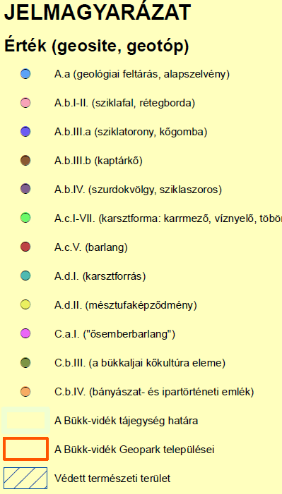 JELMAGYARÁZAT
Érték (geosite, geotóp)
A.a (geológiai feltárás, alapszelvény)
A.b.I-II. (sziklafal, rétegborda)
A.b.III.a (sziklatorony, kőgomba)
A.b.III.b (kaptárkő)
A.b.IV. (szurdokvölgy, sziklaszoros)
A.c.I-VII. (karsztforma: karrmező, víznyelő, töbör
A.c.V. (barlang)
A.d.I. (karsztforrás)
A.d.II. (mésztufaképződmény)
C.a.I. ("ősemberbarlang")
C.b.III. (a bükkaljai kőkultúra eleme)
C.b.IV. (bányászat- és ipartörténeti emlék)
A Bükk-vidék tájegység határa
A Bükk-vidék Geopark települései
Védett természeti terület